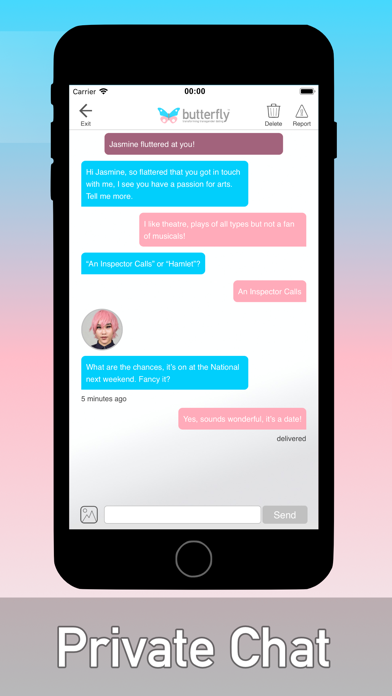 Carrier 00:00
butterfly
Exit
Delete
Report
Jasmine fluttered at you!
Hi Jasmine, so flattered that you got in touch
with me, I see you have a passion for arts.
Tell me more.
I like theatre, plays of all types but not a fan
of musicals!
“An Inspector Calls” or “Hamlet”?
An Inspector Calls
What are the chances, it’s on at the National
next weekend. Fancy it?
5 minutes ago
Yes, sounds wonderful, it’s a date!
delivered
Send
Private Chat